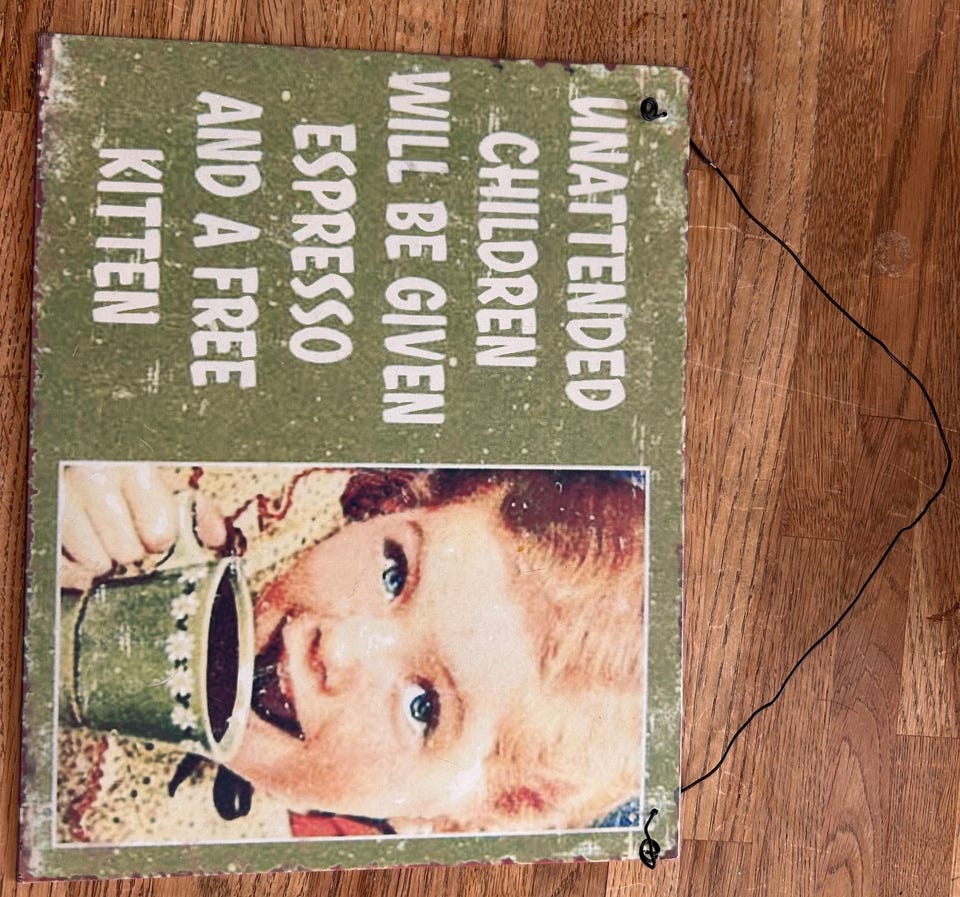 UNATTENDED
CHILDREN
WILL BE GIVEN
ESPRESSO
AND A FREE
KITTEN